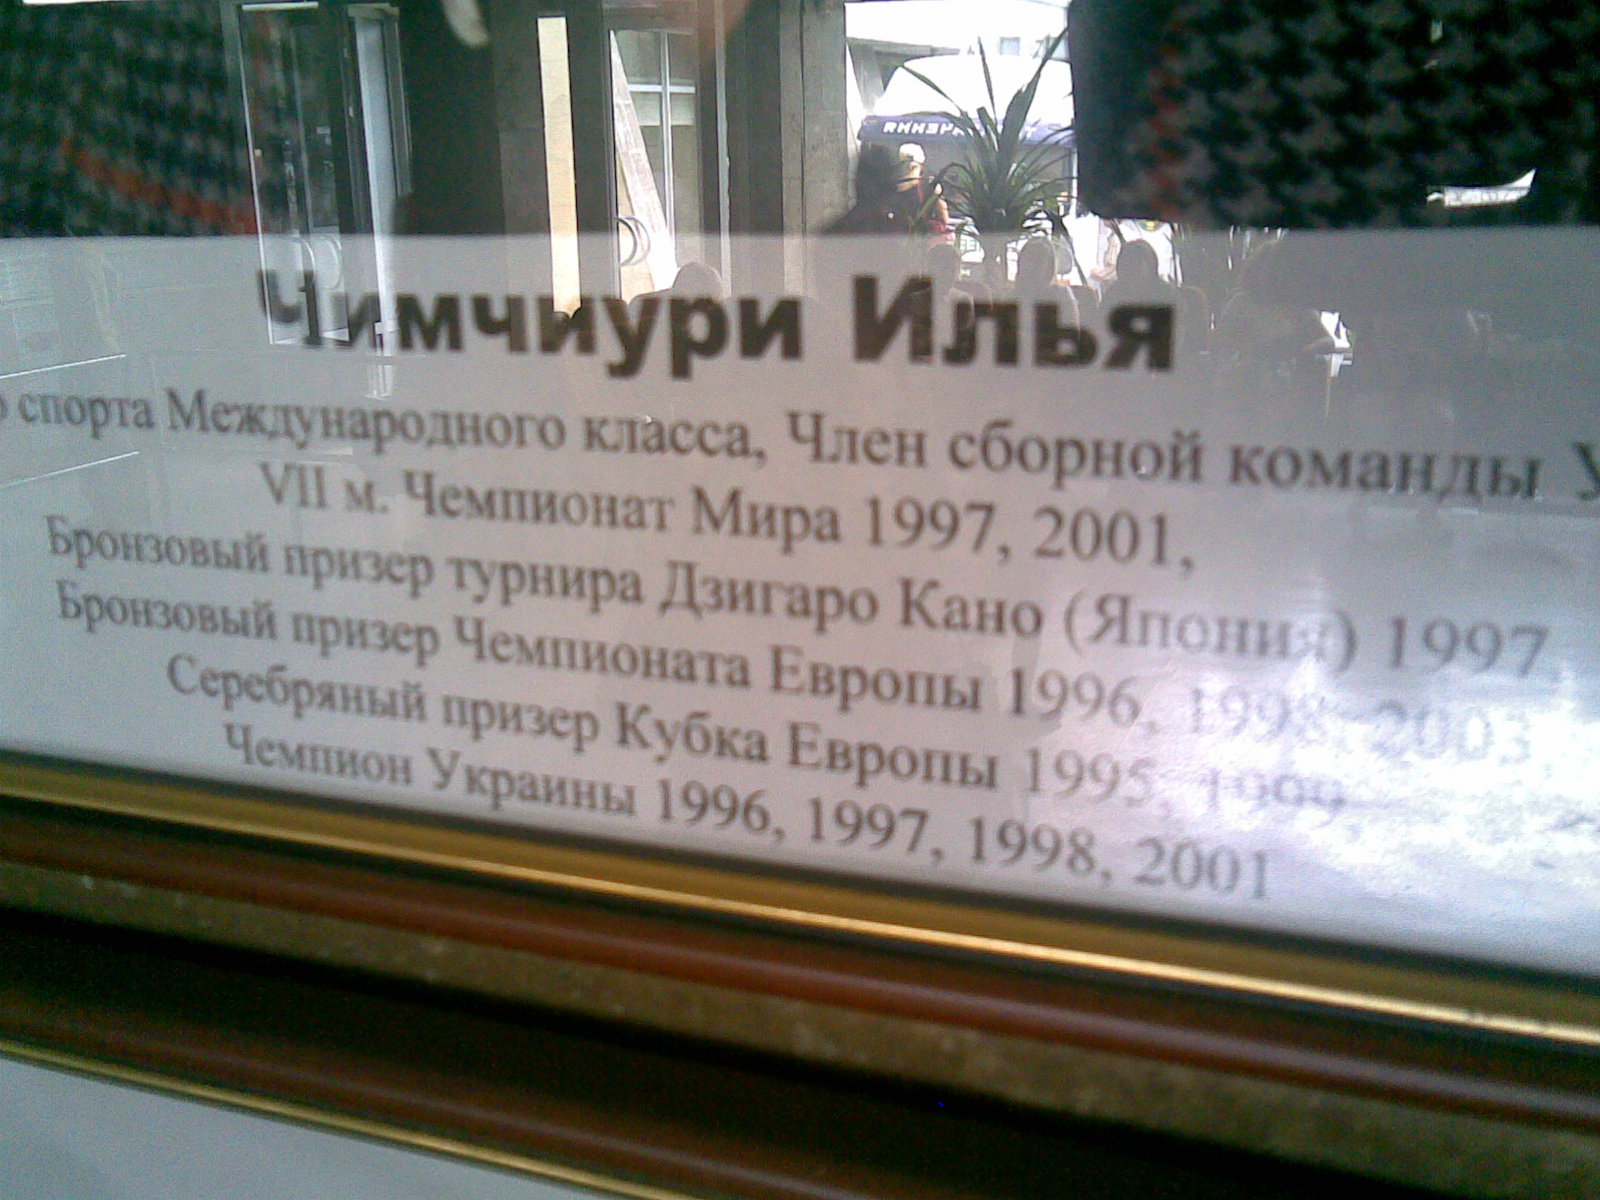 Чимчиури Илья
спорта Международного класса, Член сборной команды У
VII м. Чемпионат Мира 1997, 2001,
Бронзовый призер турнира Дзигаро Кано (Япония) 1997,
Бронзовый призер Чемпионата Европы 1996, 1998, 2003,
Серебряный призер Кубка Европы 1995, 1999,
Чемпион Украины 1996, 1997, 1998, 2001